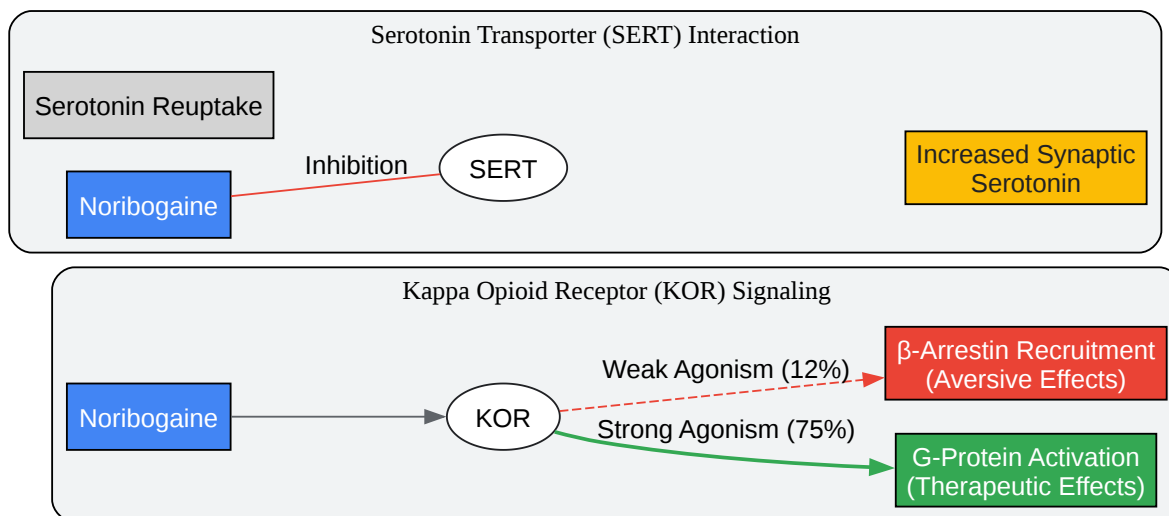 Serotonin Transporter (SERT) Interaction
Serotonin Reuptake
Inhibition
SERT
Increased Synaptic
Serotonin
Noribogaine
Kappa Opioid Receptor (KOR) Signaling
β-Arrestin Recruitment
(Aversive Effects)
Weak Agonism (12%)
Noribogaine
KOR
Strong Agonism (75%)
G-Protein Activation
(Therapeutic Effects)